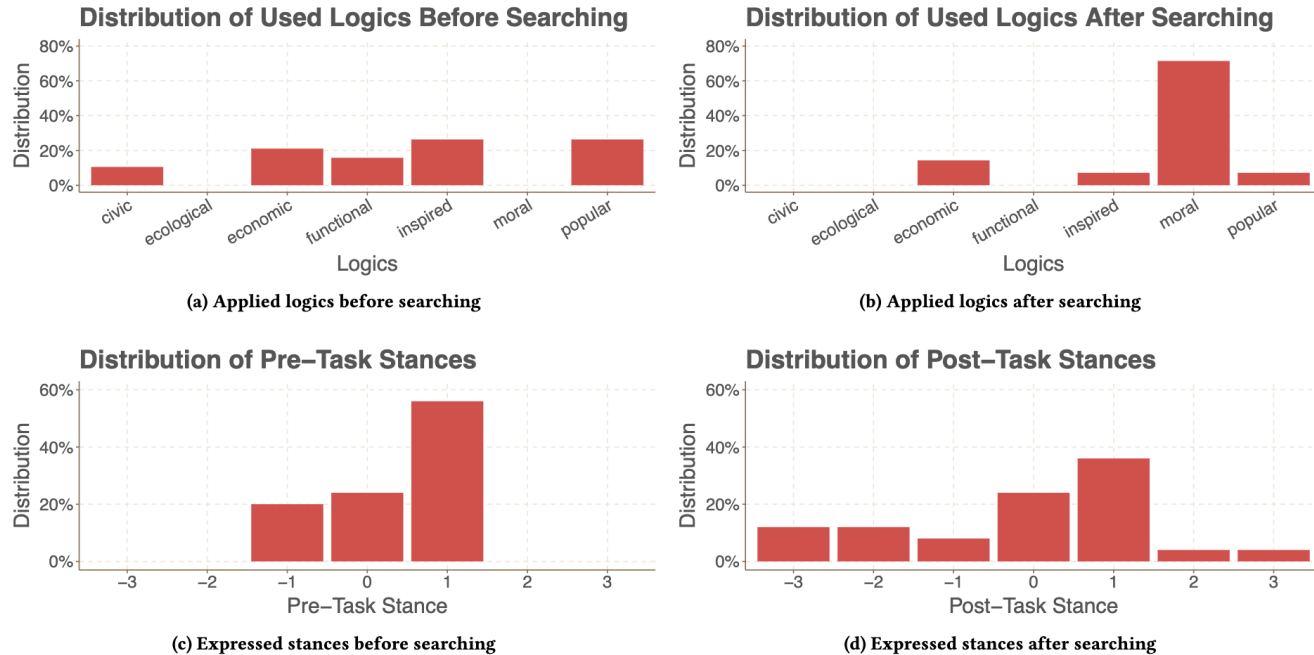 Distribution of Used Logics Before Searching
80%
60%
40%
20%
0%
Distribution
civic
ecological
economic
functional
inspired
moral
popular
Logics
(a) Applied logics before searching
Distribution of Used Logics After Searching
80%
60%
40%
20%
0%
Distribution
civic
ecological
economic
functional
inspired
moral
popular
Logics
(b) Applied logics after searching
Distribution of Pre−Task Stances
60%
40%
20%
0%
Distribution
−3 −2 −1 0 1 2 3
Pre−Task Stance
(c) Expressed stances before searching
Distribution of Post−Task Stances
60%
40%
20%
0%
Distribution
−3 −2 −1 0 1 2 3
Post−Task Stance
(d) Expressed stances after searching